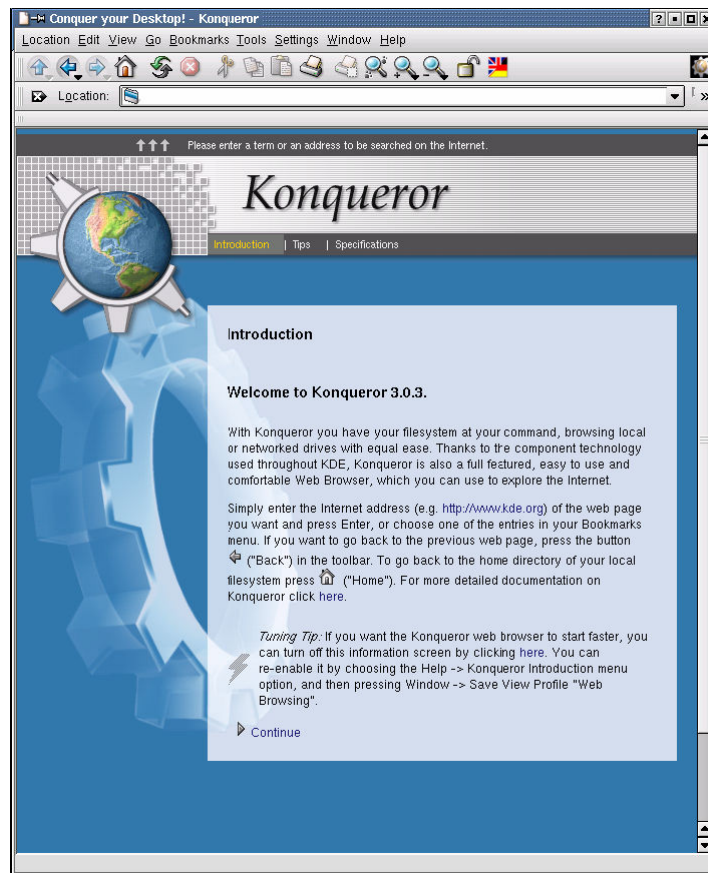 Conquer your Desktop! - Konqueror
Location Edit View Go Bookmarks Tools Settings Window Help
Location:
Please enter a term or an address to be searched on the Internet.
Konqueror
Introduction | Tips | Specifications
Introduction
Welcome to Konqueror 3.0.3.
With Konqueror you have your filesystem at your command, browsing local
or networked drives with equal ease. Thanks to the component technology
used throughout KDE, Konqueror is also a full featured, easy to use and
comfortable Web Browser, which you can use to explore the Internet.
Simply enter the Internet address (e.g. http://www.kde.org) of the web page
you want and press Enter, or choose one of the entries in your Bookmarks
menu. If you want to go back to the previous web page, press the button
("Back") in the toolbar. To go back to the home directory of your local
filesystem press ("Home"). For more detailed documentation on
Konqueror click here.
Tuning Tip: If you want the Konqueror web browser to start faster, you
can turn off this information screen by clicking here. You can
re-enable it by choosing the Help -> Konqueror Introduction menu
option, and then pressing Window -> Save View Profile "Web
Browsing".
Continue